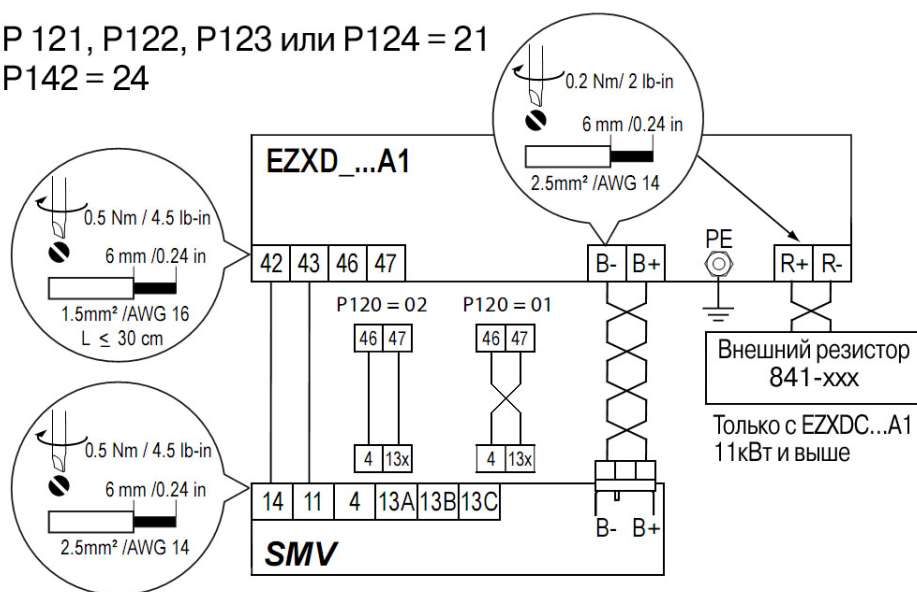 P 121, P122, P123 или P124 = 21
P142 = 24
0.2 Nm/ 2 lb-in
6 mm /0.24 in
2.5mm² /AWG 14
EZXD_...A1
0.5 Nm / 4.5 lb-in
6 mm /0.24 in
1.5mm² /AWG 16
L ≤ 30 cm
42 43 46 47
B- B+
PE
R+ R-
P120 = 02
P120 = 01
46 47
46 47
Внешний резистор
841-xxx
Только с EZXDC...A1
11кВт и выше
4 13x
4 13x
0.5 Nm / 4.5 lb-in
6 mm /0.24 in
2.5mm² /AWG 14
14 11 4 13A 13B 13C
B- B+
SMV